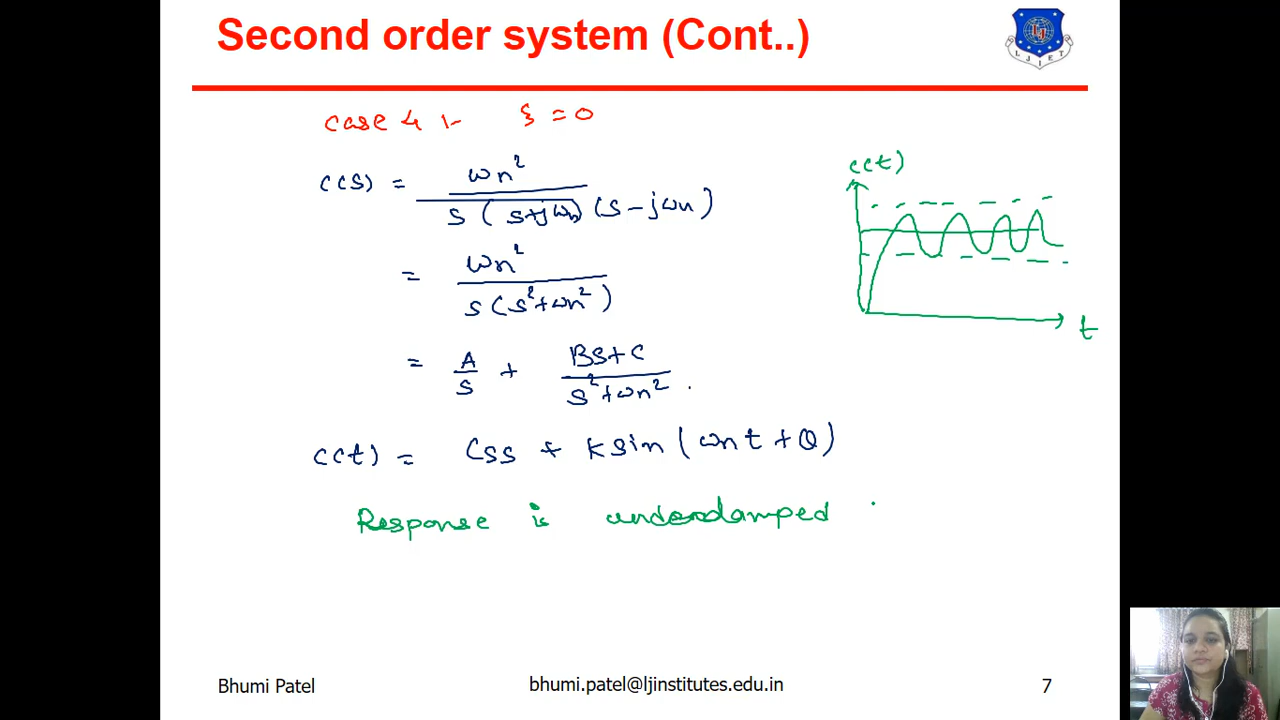 Second order system (Cont..)
LJIET
case 4 :- ξ = 0
C(S) = ωn² / S (S+jωn) (S-jωn)
= ωn² / S (S²+ωn²)
= A/S + BS+C / S²+ωn² .
C(t) = Css + K sin (ωnt + θ)
Response is underdamped .
C(t)
t
Bhumi Patel
bhumi.patel@ljinstitutes.edu.in
7